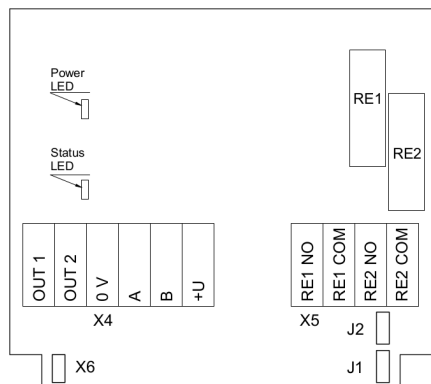 Power
LED
RE1
RE2
Status
LED
OUT 1
OUT 2
0 V
A
B
+U
RE1 NO
RE1 COM
RE2 NO
RE2 COM
X4
X5
J2
X6
J1